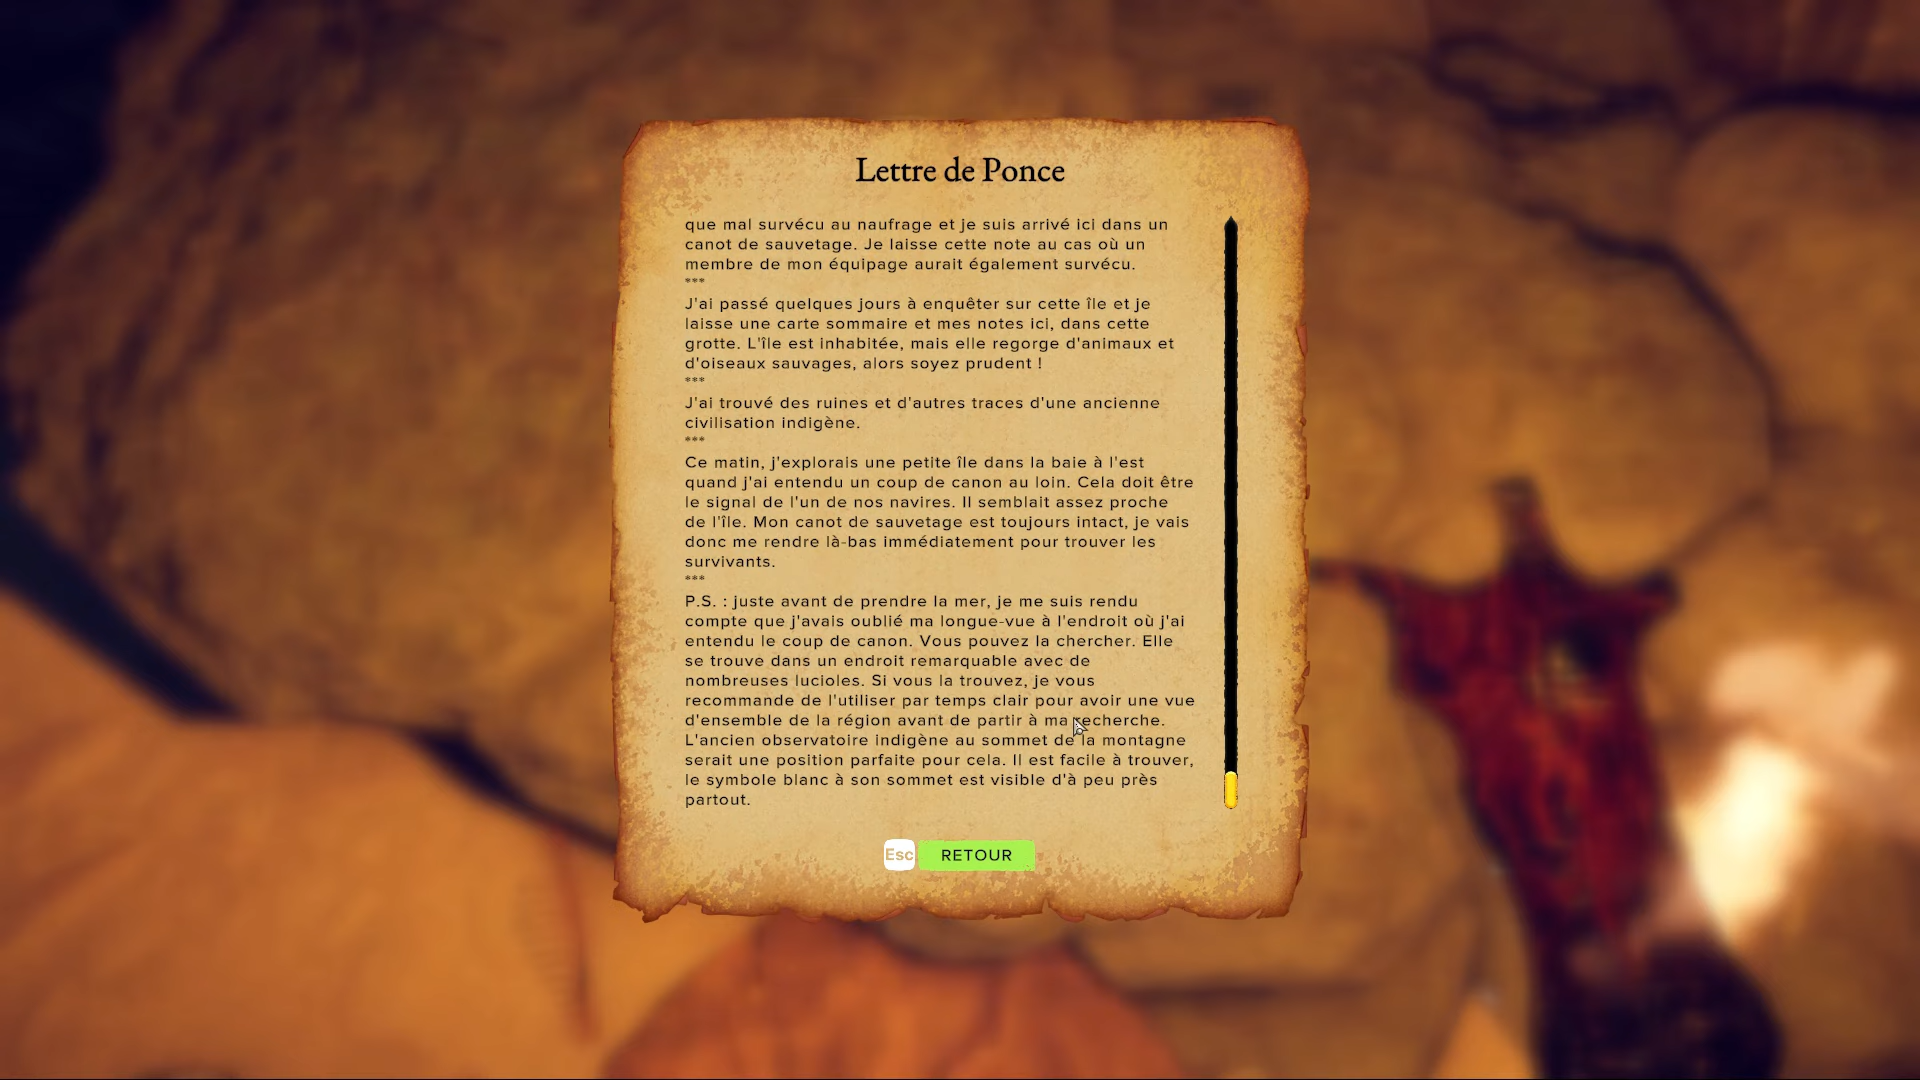 Lettre de Ponce
que mal survécu au naufrage et je suis arrivé ici dans un
canot de sauvetage. Je laisse cette note au cas où un
membre de mon équipage aurait également survécu.
***
J'ai passé quelques jours à enquêter sur cette île et je
laisse une carte sommaire et mes notes ici, dans cette
grotte. L'île est inhabitée, mais elle regorge d'animaux et
d'oiseaux sauvages, alors soyez prudent !
***
J'ai trouvé des ruines et d'autres traces d'une ancienne
civilisation indigène.
***
Ce matin, j'explorais une petite île dans la baie à l'est
quand j'ai entendu un coup de canon au loin. Cela doit être
le signal de l'un de nos navires. Il semblait assez proche
de l'île. Mon canot de sauvetage est toujours intact, je vais
donc me rendre là-bas immédiatement pour trouver les
survivants.
***
P.S. : juste avant de prendre la mer, je me suis rendu
compte que j'avais oublié ma longue-vue à l'endroit où j'ai
entendu le coup de canon. Vous pouvez la chercher. Elle
se trouve dans un endroit remarquable avec de
nombreuses lucioles. Si vous la trouvez, je vous
recommande de l'utiliser par temps clair pour avoir une vue
d'ensemble de la région avant de partir à ma recherche.
L'ancien observatoire indigène au sommet de la montagne
serait une position parfaite pour cela. Il est facile à trouver,
le symbole blanc à son sommet est visible d'à peu près
partout.
Esc RETOUR